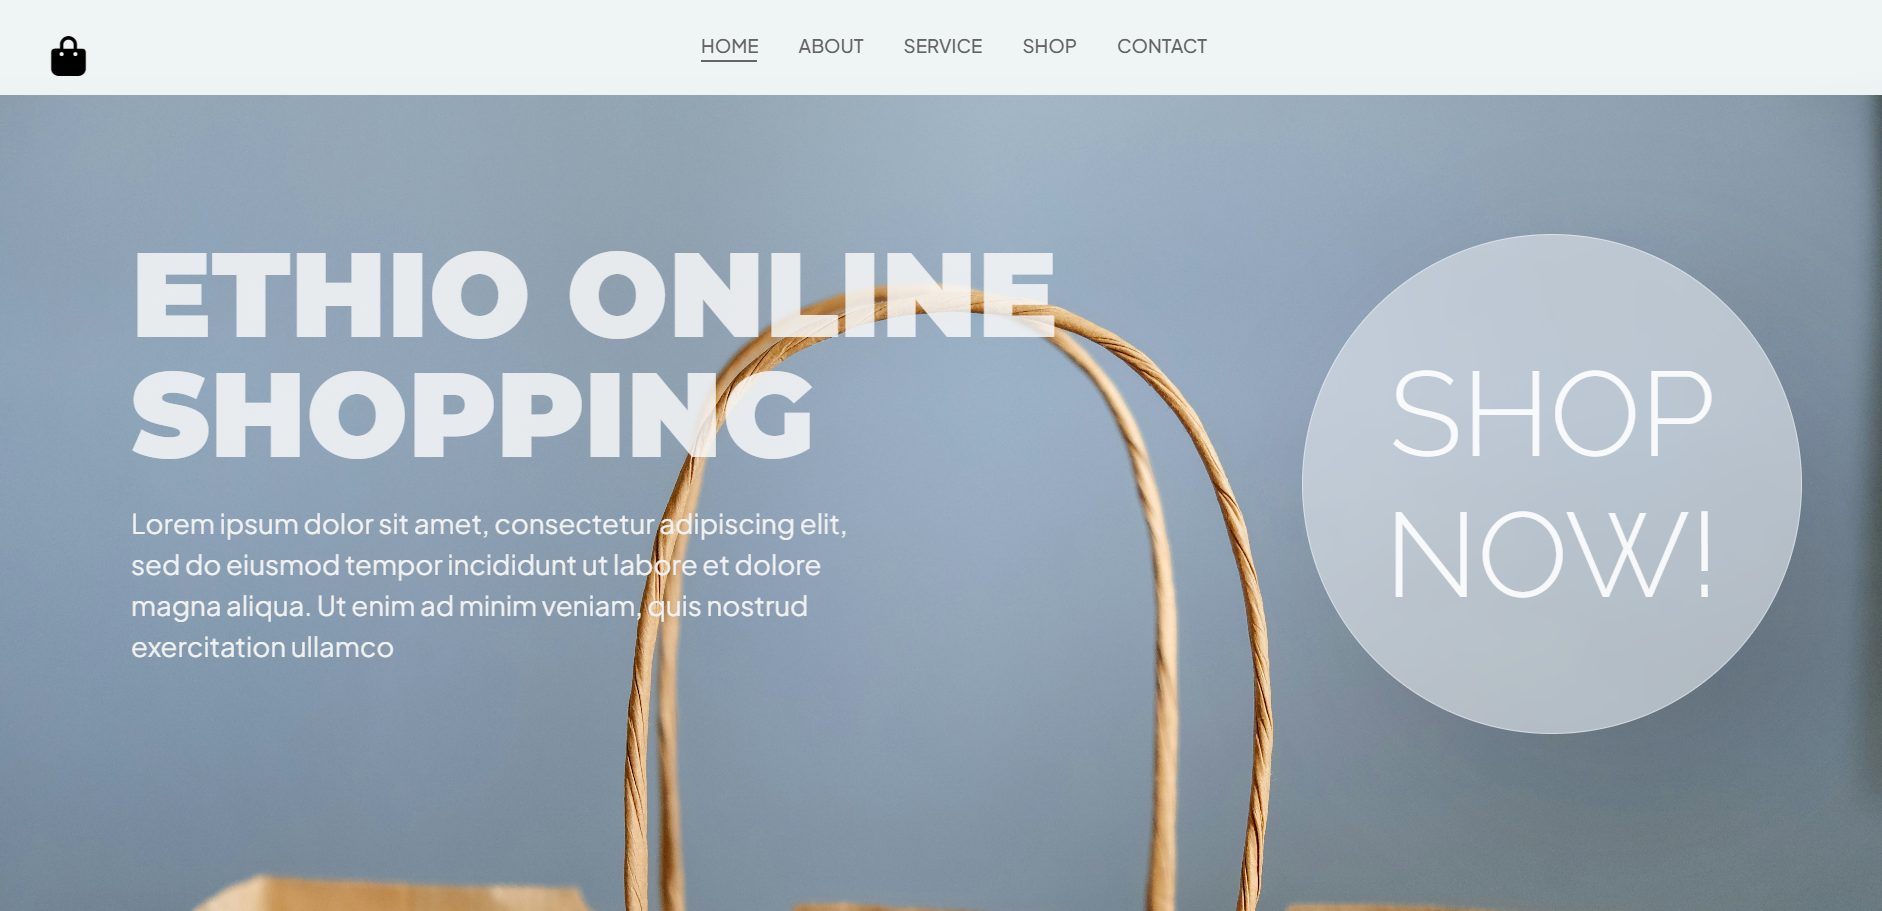 HOME ABOUT SERVICE SHOP CONTACT
ETHIO ONLINE
SHOPPING
Lorem ipsum dolor sit amet, consectetur adipiscing elit,
sed do eiusmod tempor incididunt ut labore et dolore
magna aliqua. Ut enim ad minim veniam, quis nostrud
exercitation ullamco
SHOP
NOW!